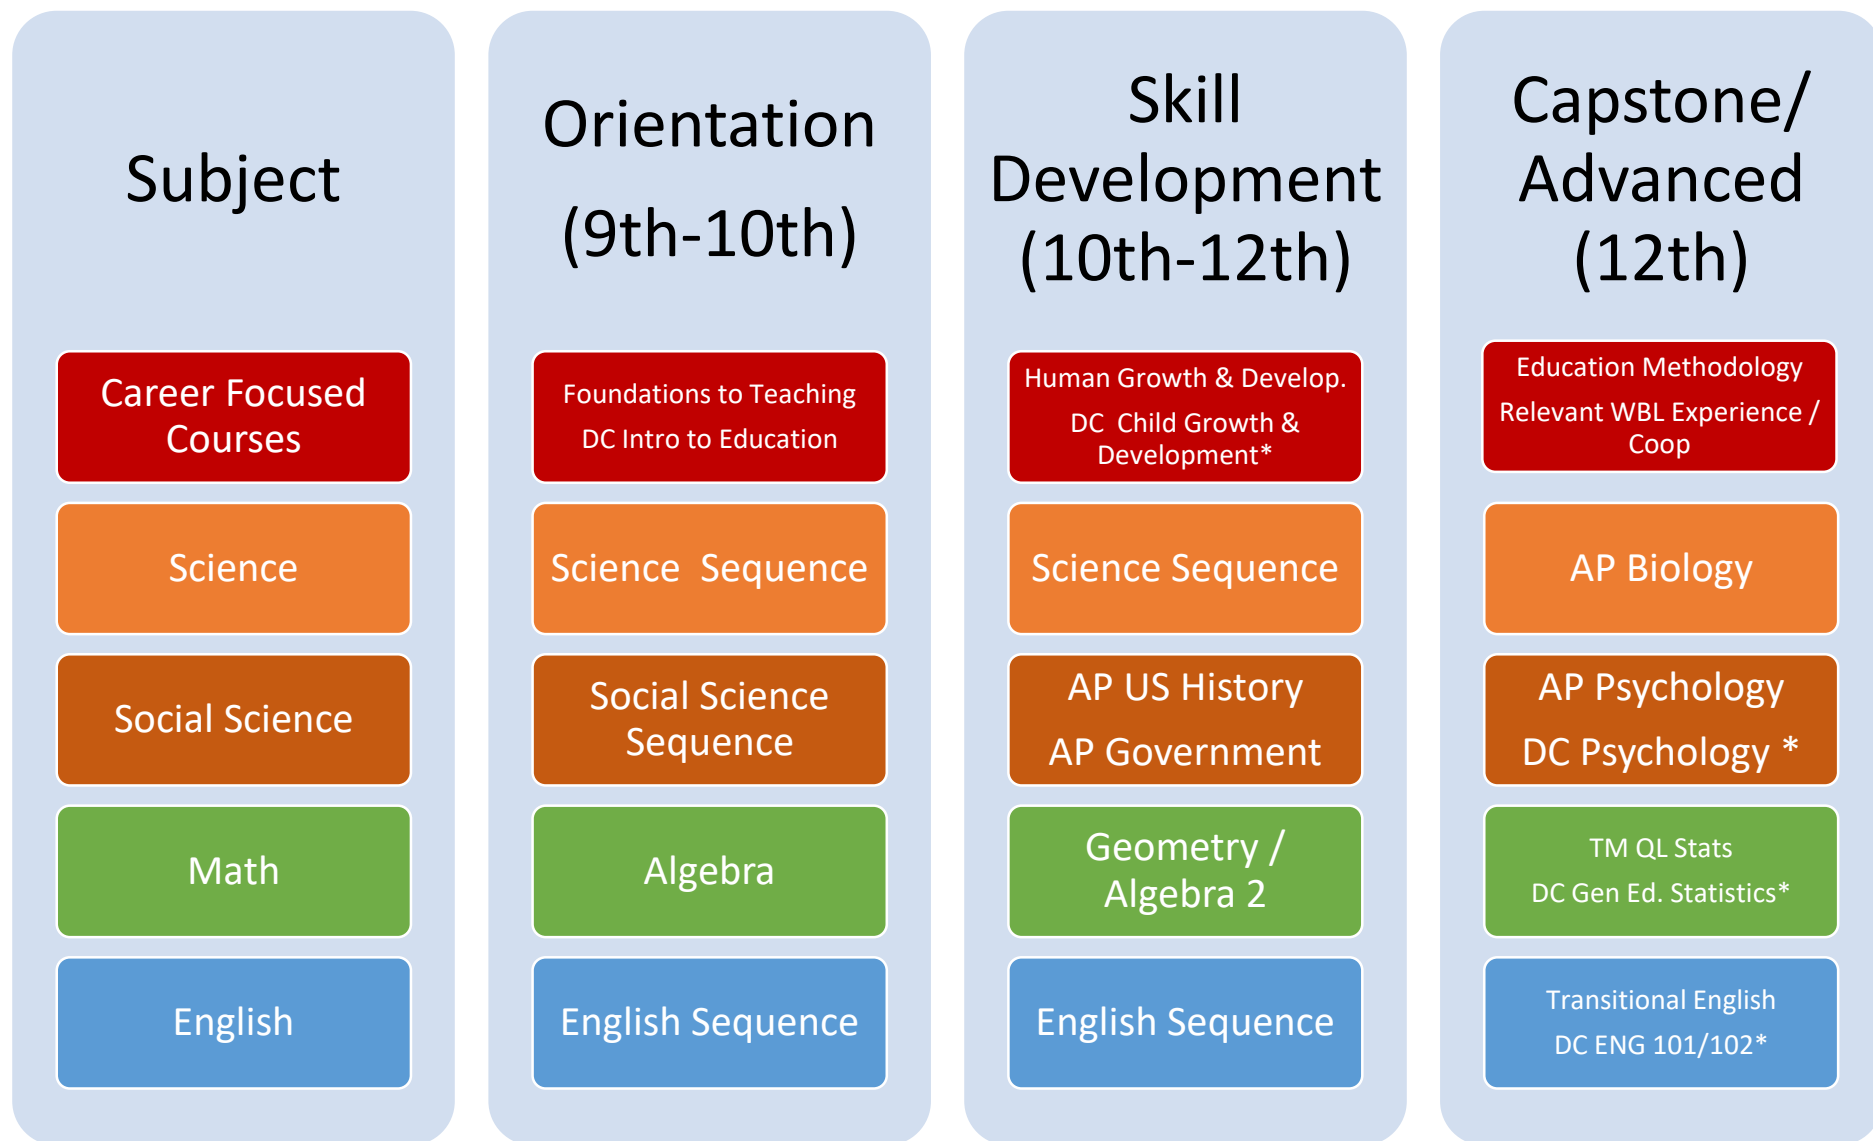 Subject
Career Focused
Courses
Science
Social Science
Math
English
Orientation
(9th-10th)
Foundations to Teaching
DC Intro to Education
Science  Sequence
Social Science
Sequence
Algebra
English Sequence
Skill
Development
(10th-12th)
Human Growth & Develop.
DC  Child Growth &
Development*
Science Sequence
AP US History
AP Government
Geometry /
Algebra 2
English Sequence
Capstone/
Advanced
(12th)
Education Methodology
Relevant WBL Experience /
Coop
AP Biology
AP Psychology
DC Psychology *
TM QL Stats
DC Gen Ed. Statistics*
Transitional English
DC ENG 101/102*